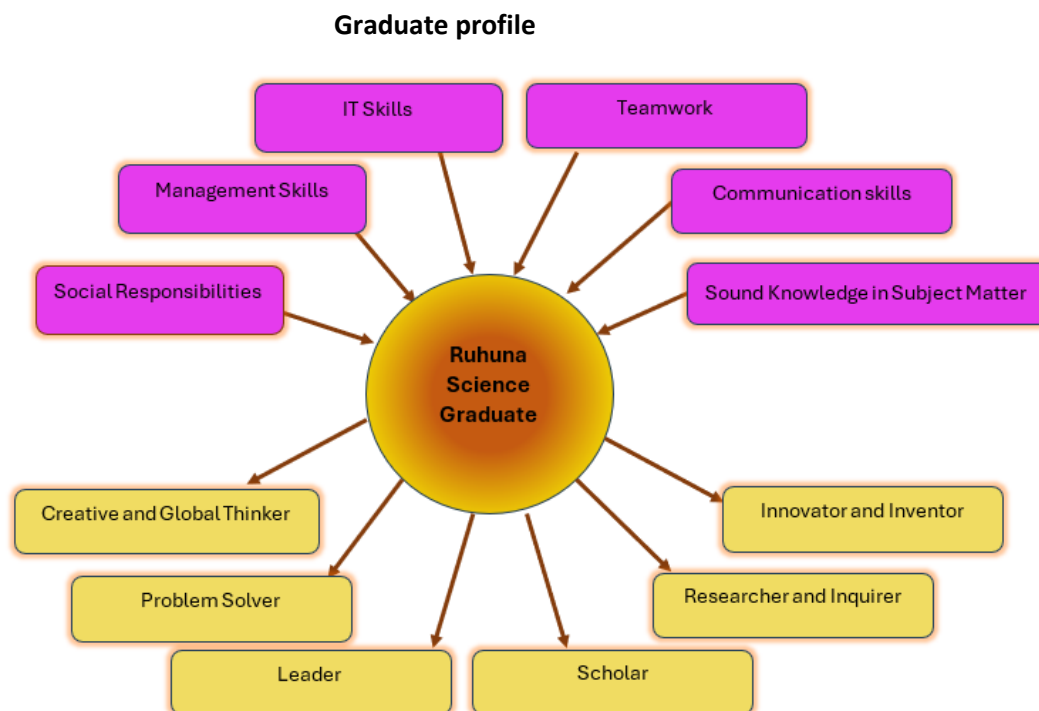 Graduate profile
IT Skills
Teamwork
Management Skills
Communication skills
Social Responsibilities
Sound Knowledge in Subject Matter
Ruhuna
Science
Graduate
Creative and Global Thinker
Innovator and Inventor
Problem Solver
Researcher and Inquirer
Leader
Scholar